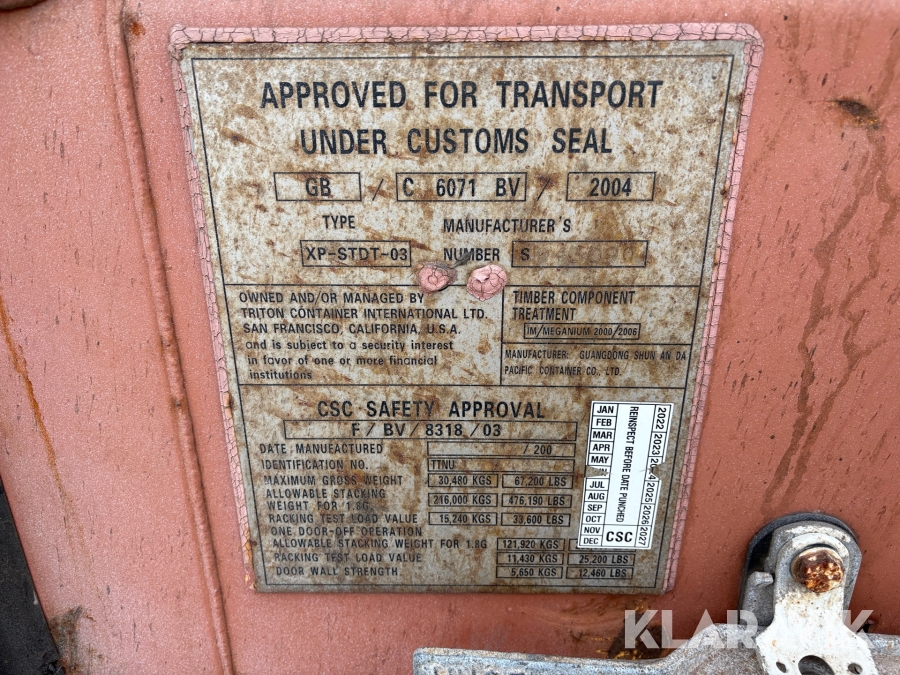 APPROVED FOR TRANSPORT
UNDER CUSTOMS SEAL
GB / C 6071 BV / 2004
TYPE MANUFACTURER'S
XP-STDT-03 NUMBER S
OWNED AND/OR MANAGED BY
TRITON CONTAINER INTERNATIONAL LTD.
SAN FRANCISCO, CALIFORNIA, U.S.A.
and is subject to a security interest
in favor of one or more financial
institutions
TIMBER COMPONENT
TREATMENT
IM/MEGANIUM 2000/2006
MANUFACTURER: GUANGDONG SHUN AN DA
PACIFIC CONTAINER CO., LTD.
CSC SAFETY APPROVAL
F / BV / 8318 / 03
DATE MANUFACTURED / 200
IDENTIFICATION NO. TTNU
MAXIMUM GROSS WEIGHT 30,480 KGS 67,200 LBS
ALLOWABLE STACKING
WEIGHT FOR 1.8G 216,000 KGS 476,190 LBS
RACKING TEST LOAD VALUE 15,240 KGS 33,600 LBS
ONE DOOR-OFF OPERATION
ALLOWABLE STACKING WEIGHT FOR 1.8G 121,920 KGS LBS
RACKING TEST LOAD VALUE 11,430 KGS 25,200 LBS
DOOR WALL STRENGTH. 5,650 KGS 12,460 LBS
JAN
FEB
MAR
APR
MAY
JUL
AUG
SEP
OCT
NOV
DEC
REINSPECT BEFORE DATE PUNCHED
CSC
2022 2023 2025 2026 2027